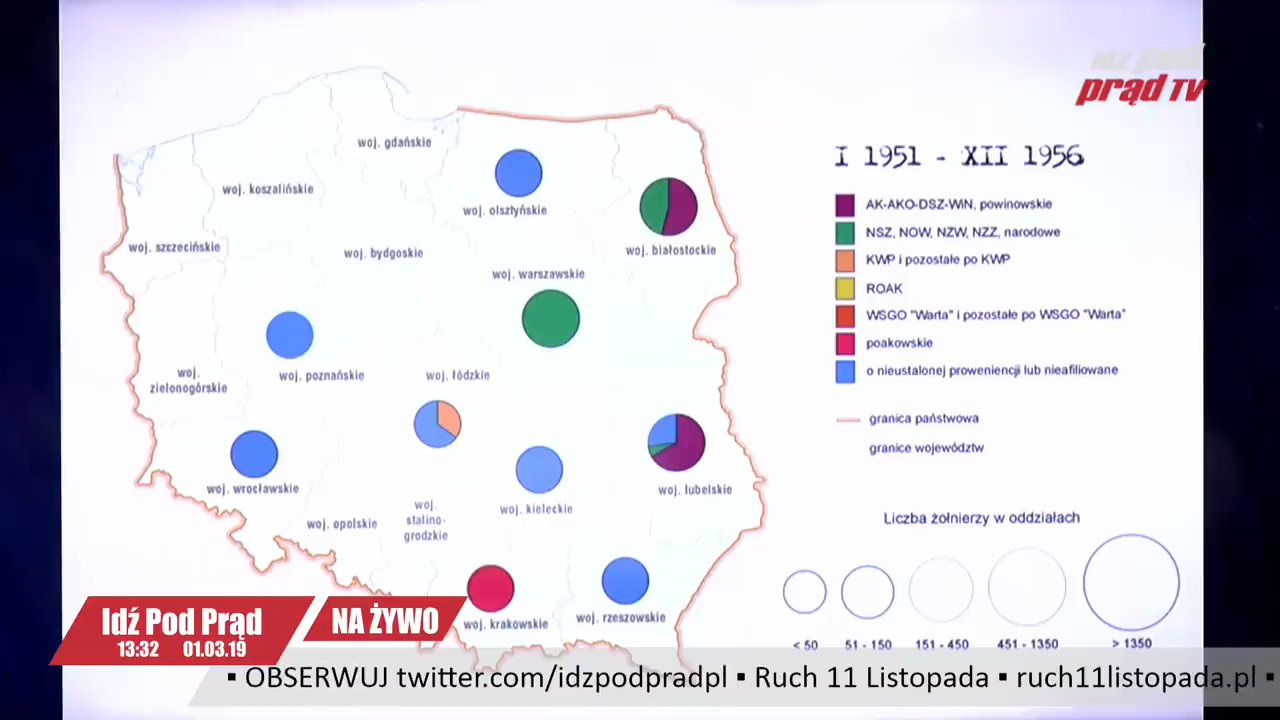 idź pod
prąd TV
I 1951 - XII 1956
AK-AKO-DSZ-WiN, powinowskie
NSZ, NOW, NZW, NZZ, narodowe
KWP i pozostałe po KWP
ROAK
WSGO "Warta" i pozostałe po WSGO "Warta"
poakowskie
o nieustalonej proweniencji lub nieafiliowane
granica państwowa
granice województw
Liczba żołnierzy w oddziałach
< 50
51 - 150
151 - 450
451 - 1350
> 1350
woj. gdańskie
woj. koszalińskie
woj. olsztyńskie
woj. szczecińskie
woj. bydgoskie
woj. białostockie
woj. warszawskie
woj.
zielonogórskie
woj. poznańskie
woj. łódzkie
woj. wrocławskie
woj. lubelskie
woj. opolskie
woj.
stalino-
grodzkie
woj. kieleckie
woj. krakowskie
woj. rzeszowskie
Idź Pod Prąd
NA ŻYWO
13:32 01.03.19
▪ OBSERWUJ twitter.com/idzpodpradpl ▪ Ruch 11 Listopada ▪ ruch11listopada.pl ▪